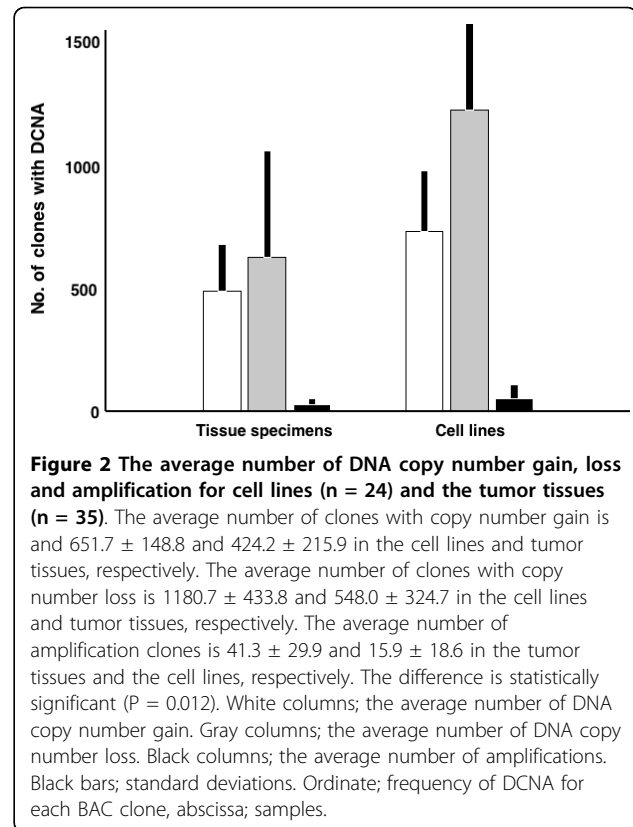 1500
1000
500
0
No. of clones with DCNA
Tissue specimens
Cell lines
Figure 2 The average number of DNA copy number gain, loss
and amplification for cell lines (n = 24) and the tumor tissues
(n = 35). The average number of clones with copy number gain is
and 651.7 ± 148.8 and 424.2 ± 215.9 in the cell lines and tumor
tissues, respectively. The average number of clones with copy
number loss is 1180.7 ± 433.8 and 548.0 ± 324.7 in the cell lines
and tumor tissues, respectively. The average number of
amplification clones is 41.3 ± 29.9 and 15.9 ± 18.6 in the tumor
tissues and the cell lines, respectively. The difference is statistically
significant (P = 0.012). White columns; the average number of DNA
copy number gain. Gray columns; the average number of DNA copy
number loss. Black columns; the average number of amplifications.
Black bars; standard deviations. Ordinate; frequency of DCNA for
each BAC clone, abscissa; samples.